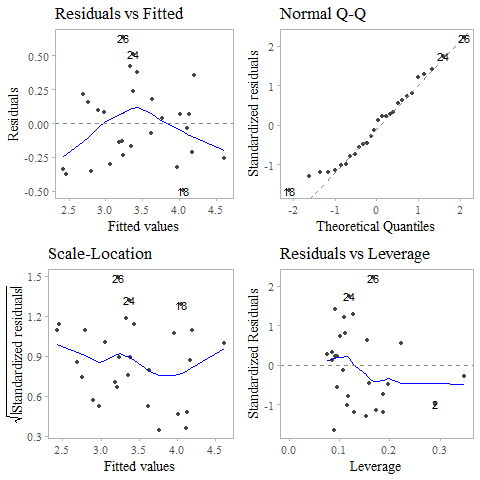 Residuals vs Fitted
Residuals
0.50
0.25
0.00
-0.25
-0.50
26
24
18
2.5 3.0 3.5 4.0 4.5
Fitted values
Normal Q-Q
Standardized residuals
2
1
0
-1
26
24
18
-2 -1 0 1 2
Theoretical Quantiles
Scale-Location
√|Standardized residuals|
1.5
1.2
0.9
0.6
0.3
26
24
18
2.5 3.0 3.5 4.0 4.5
Fitted values
Residuals vs Leverage
Standardized Residuals
2
1
0
-1
26
24
2
0.0 0.1 0.2 0.3
Leverage